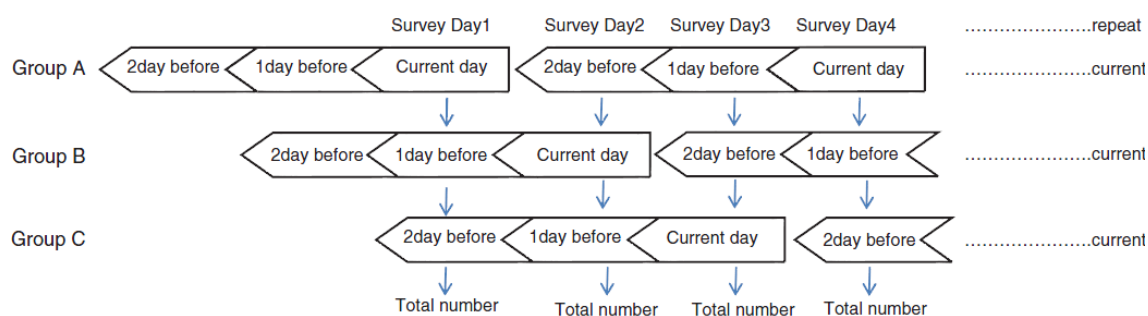 Survey Day1 Survey Day2 Survey Day3 Survey Day4 ........................repeat
Group A 2day before 1day before Current day 2day before 1day before Current day ........................current
Group B 2day before 1day before Current day 2day before 1day before ........................current
Group C 2day before 1day before Current day 2day before ........................current
Total number Total number Total number Total number